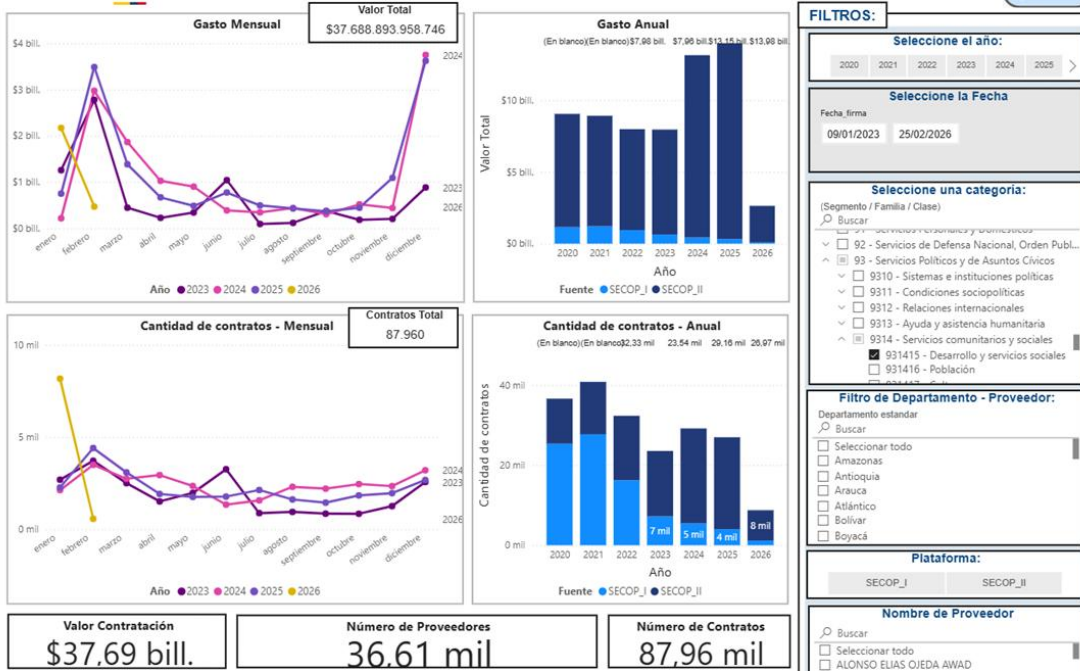 Gasto Mensual
Valor Total
$37.688.893.958.746
$4 bill.
$3 bill.
$2 bill.
$1 bill.
$0 bill.
2024
2023
2026
enero
febrero
marzo
abril
mayo
junio
julio
agosto
septiembre
octubre
noviembre
diciembre
Año 2023 2024 2025 2026
Gasto Anual
(En blanco)(En blanco)$7,98 bill. $7,96 bill.$13,15 bill.$13,98 bill.
Valor Total
$10 bill.
$5 bill.
$0 bill.
2020 2021 2022 2023 2024 2025 2026
Año
Fuente SECOP_I SECOP_II
Cantidad de contratos - Mensual
Contratos Total
87.960
10 mil
5 mil
0 mil
2024
2023
2026
enero
febrero
marzo
abril
mayo
junio
julio
agosto
septiembre
octubre
noviembre
diciembre
Año 2023 2024 2025 2026
Cantidad de contratos - Anual
(En blanco)(En blanco)32,33 mil 23,54 mil 29,16 mil 26,97 mil
Cantidad de contratos
40 mil
20 mil
0 mil
7 mil 5 mil 4 mil 8 mil
2020 2021 2022 2023 2024 2025 2026
Año
Fuente SECOP_I SECOP_II
Valor Contratación
$37,69 bill.
Número de Proveedores
36,61 mil
Número de Contratos
87,96 mil
FILTROS:
Seleccione el año:
2020 2021 2022 2023 2024 2025
Seleccione la Fecha
Fecha_firma
09/01/2023 25/02/2026
Seleccione una categoria:
(Segmento / Familia / Clase)
Buscar
92 - Servicios de Defensa Nacional, Orden Publ...
93 - Servicios Políticos y de Asuntos Cívicos
9310 - Sistemas e instituciones políticas
9311 - Condiciones sociopolíticas
9312 - Relaciones internacionales
9313 - Ayuda y asistencia humanitaria
9314 - Servicios comunitarios y sociales
931415 - Desarrollo y servicios sociales
931416 - Población
Filtro de Departamento - Proveedor:
Departamento estandar
Buscar
Seleccionar todo
Amazonas
Antioquia
Arauca
Atlántico
Bolívar
Boyacá
Plataforma:
SECOP_I SECOP_II
Nombre de Proveedor
Buscar
Seleccionar todo
ALONSO ELIAS OJEDA AWAD